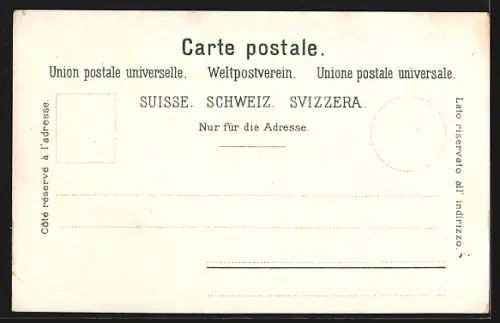 Carte postale.
Union postale universelle. Weltpostverein. Unione postale universale.
SUISSE. SCHWEIZ. SVIZZERA.
Nur für die Adresse.
Côté réservé à l'adresse.
Lato riservato all' indirizzo.